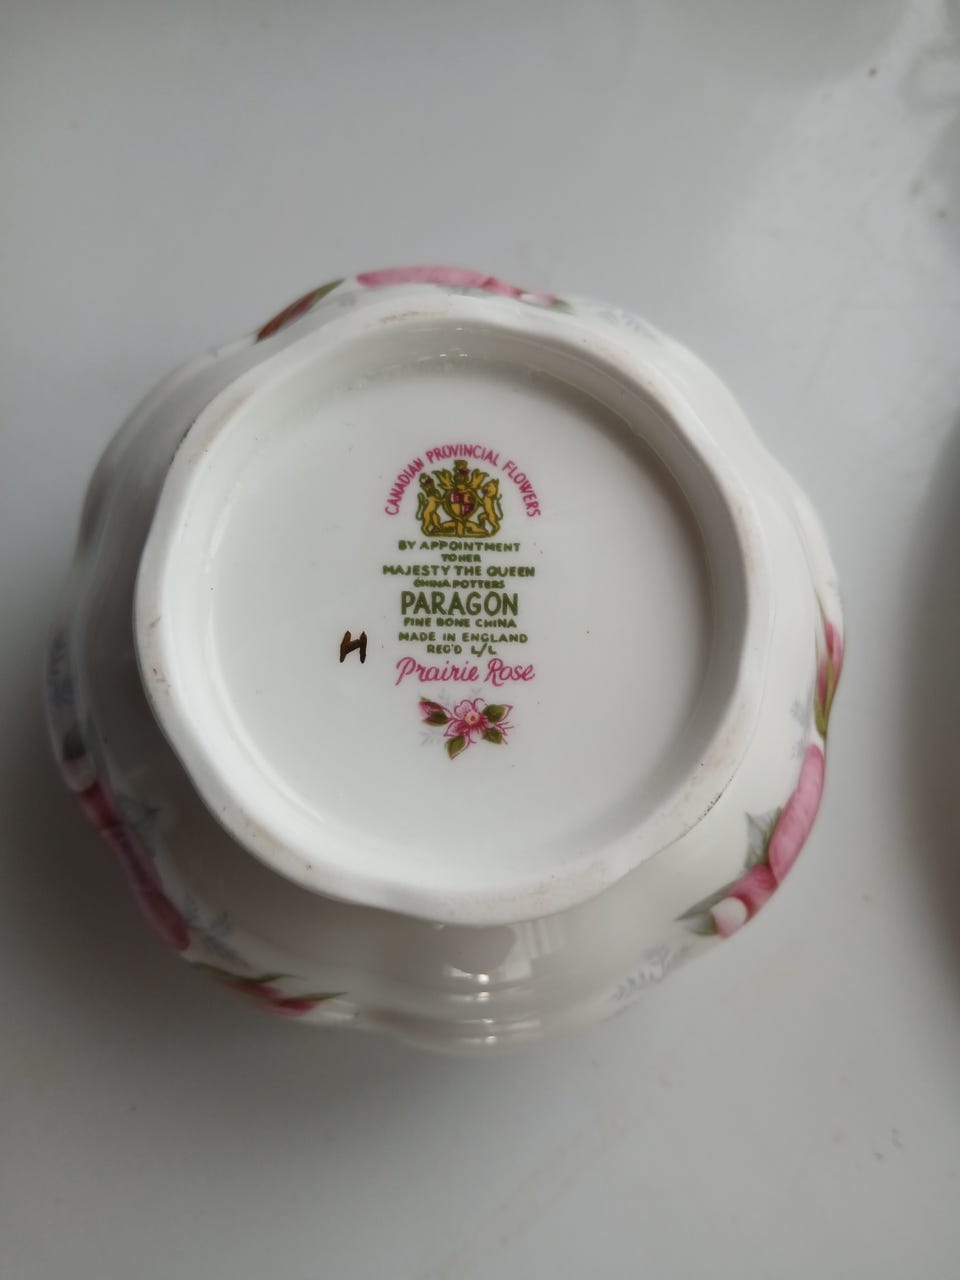 CANADIAN PROVINCIAL FLOWERS
BY APPOINTMENT
TO HER
MAJESTY THE QUEEN
CHINA POTTERS
PARAGON
FINE BONE CHINA
MADE IN ENGLAND
REG'D L/L
Prairie Rose
H